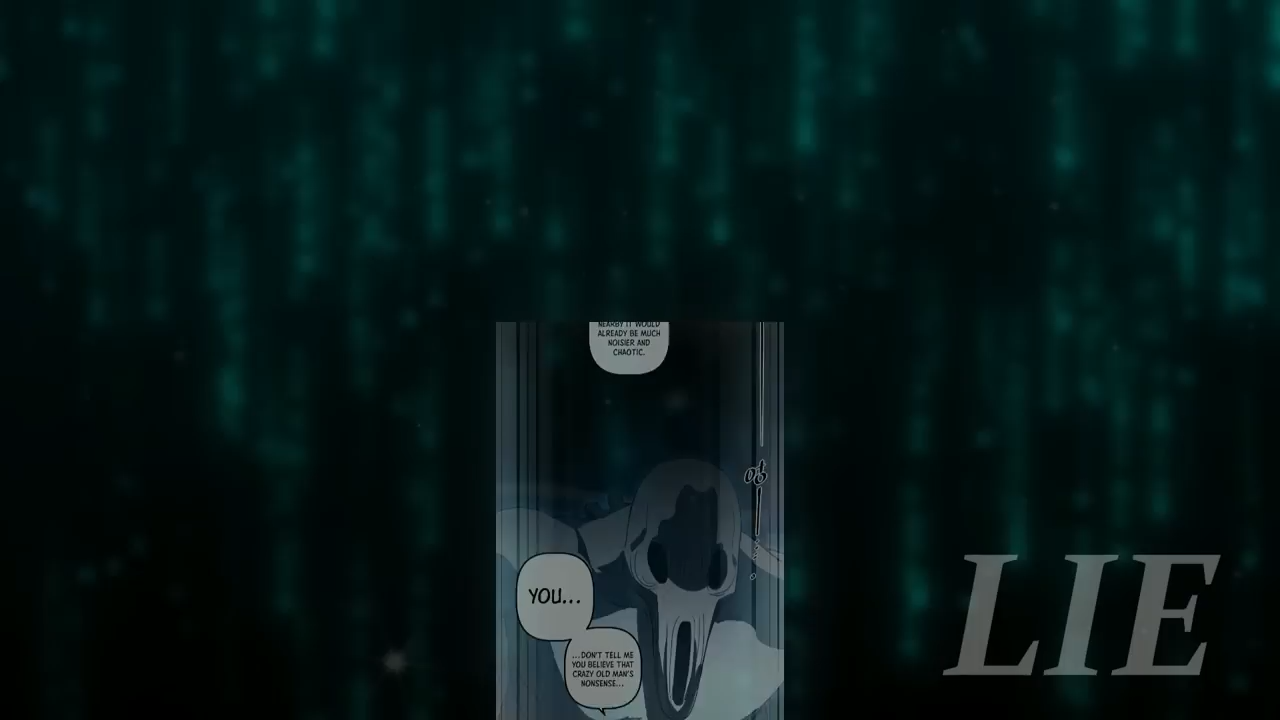 NEARBY IT WOULD
ALREADY BE MUCH
NOISIER AND
CHAOTIC.
YOU...
...DON'T TELL ME
YOU BELIEVE THAT
CRAZY OLD MAN'S
NONSENSE...
LIE